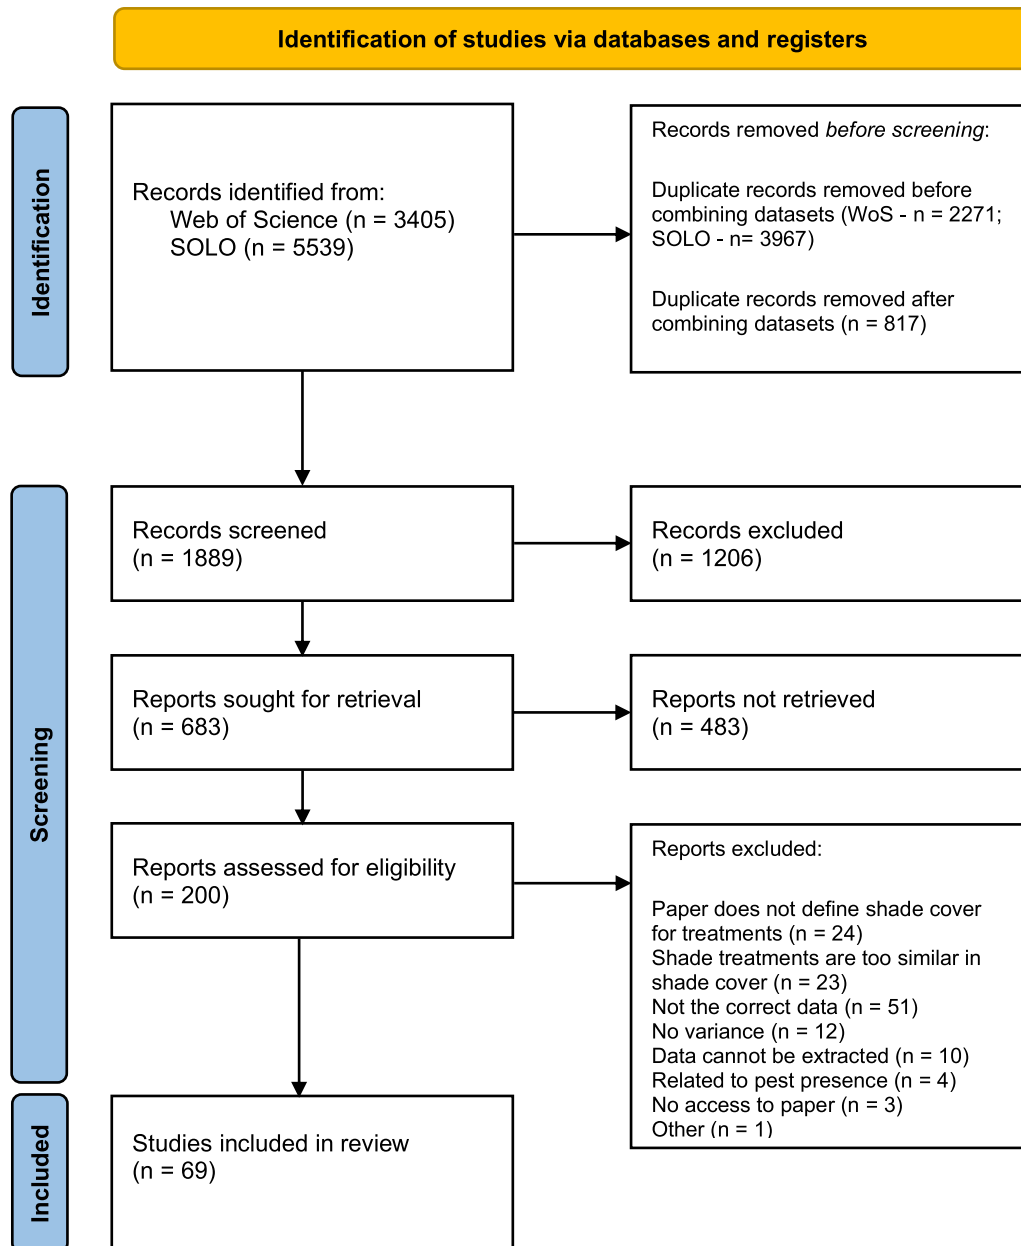 Identification of studies via databases and registers
Identification
Records identified from:
Web of Science (n = 3405)
SOLO (n = 5539)
Records removed before screening:
Duplicate records removed before
combining datasets (WoS - n = 2271;
SOLO - n= 3967)
Duplicate records removed after
combining datasets (n = 817)
Screening
Records screened
(n = 1889)
Records excluded
(n = 1206)
Reports sought for retrieval
(n = 683)
Reports not retrieved
(n = 483)
Reports assessed for eligibility
(n = 200)
Reports excluded:
Paper does not define shade cover
for treatments (n = 24)
Shade treatments are too similar in
shade cover (n = 23)
Not the correct data (n = 51)
No variance (n = 12)
Data cannot be extracted (n = 10)
Related to pest presence (n = 4)
No access to paper (n = 3)
Other (n = 1)
Included
Studies included in review
(n = 69)